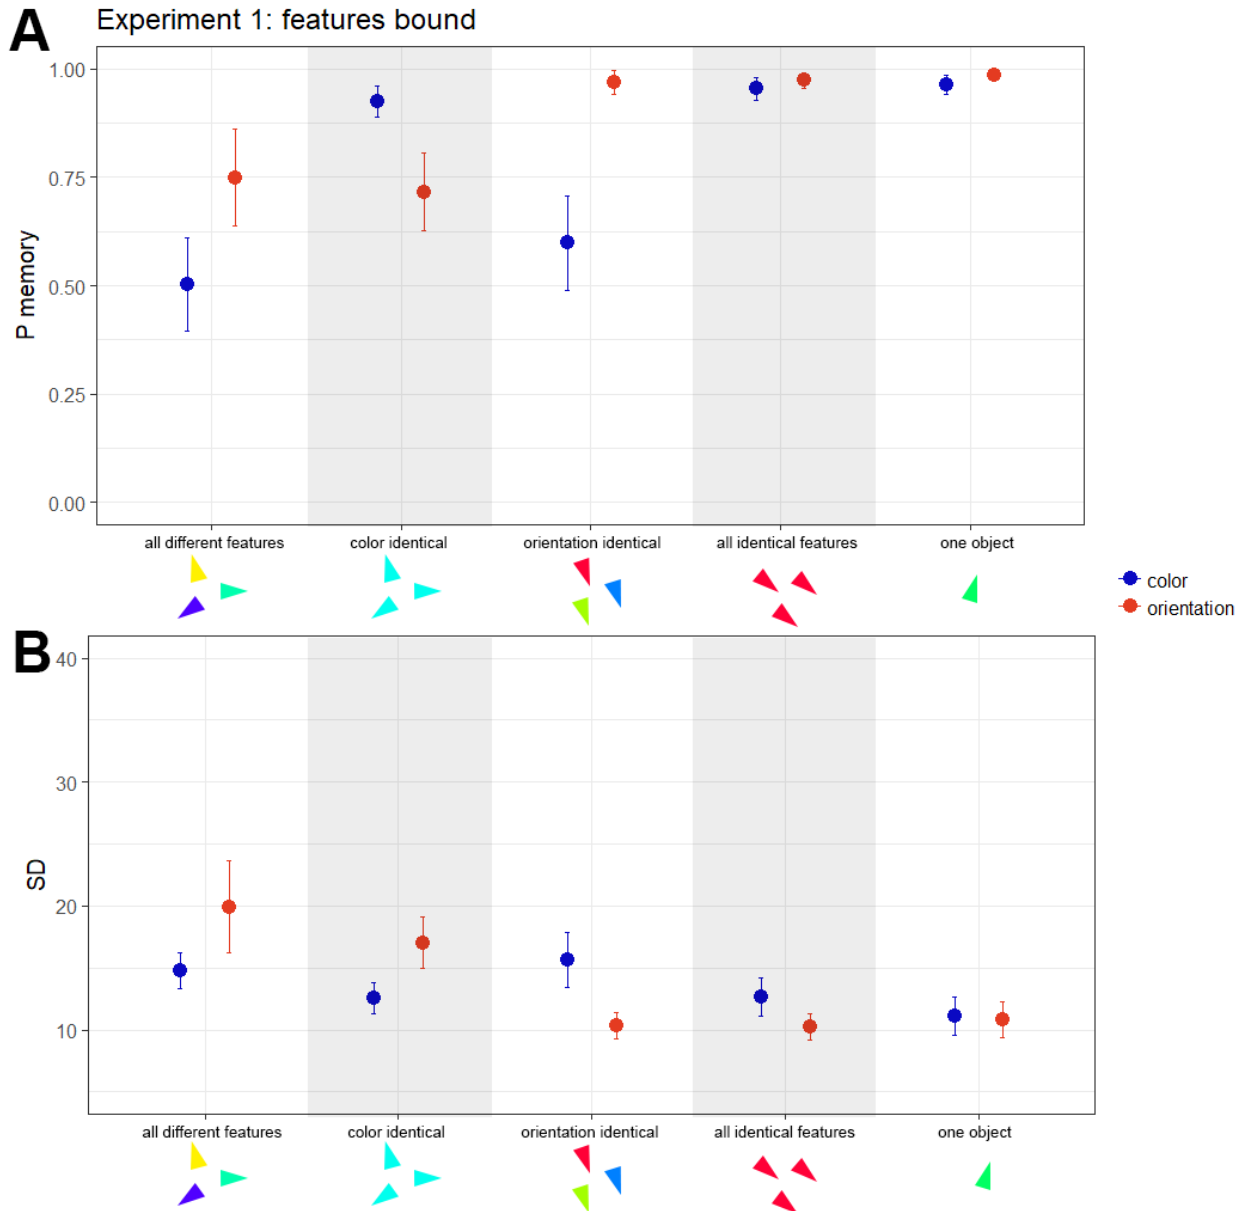 A
Experiment 1: features bound
P memory
1.00
0.75
0.50
0.25
0.00
all different features
color identical
orientation identical
all identical features
one object
color
orientation
B
SD
40
30
20
10
all different features
color identical
orientation identical
all identical features
one object